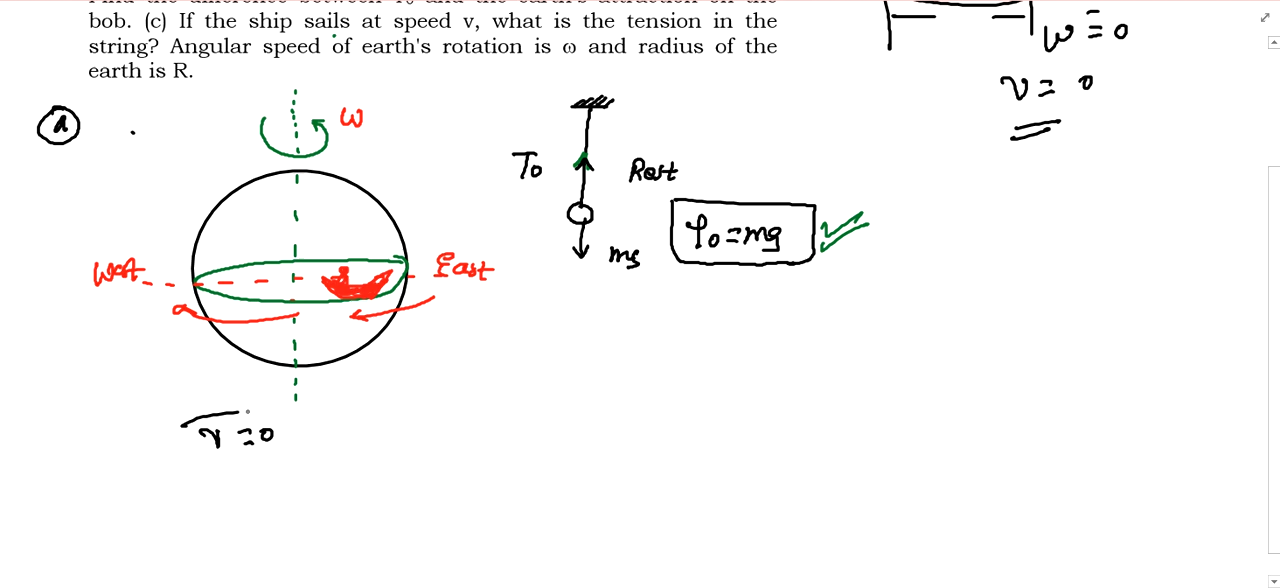 bob. (c) If the ship sails at speed v, what is the tension in the
string? Angular speed of earth's rotation is ω and radius of the
earth is R.
ω = 0
v = 0
a
ω
T0
Rest
mg
T0 = mg
West
East
v = 0